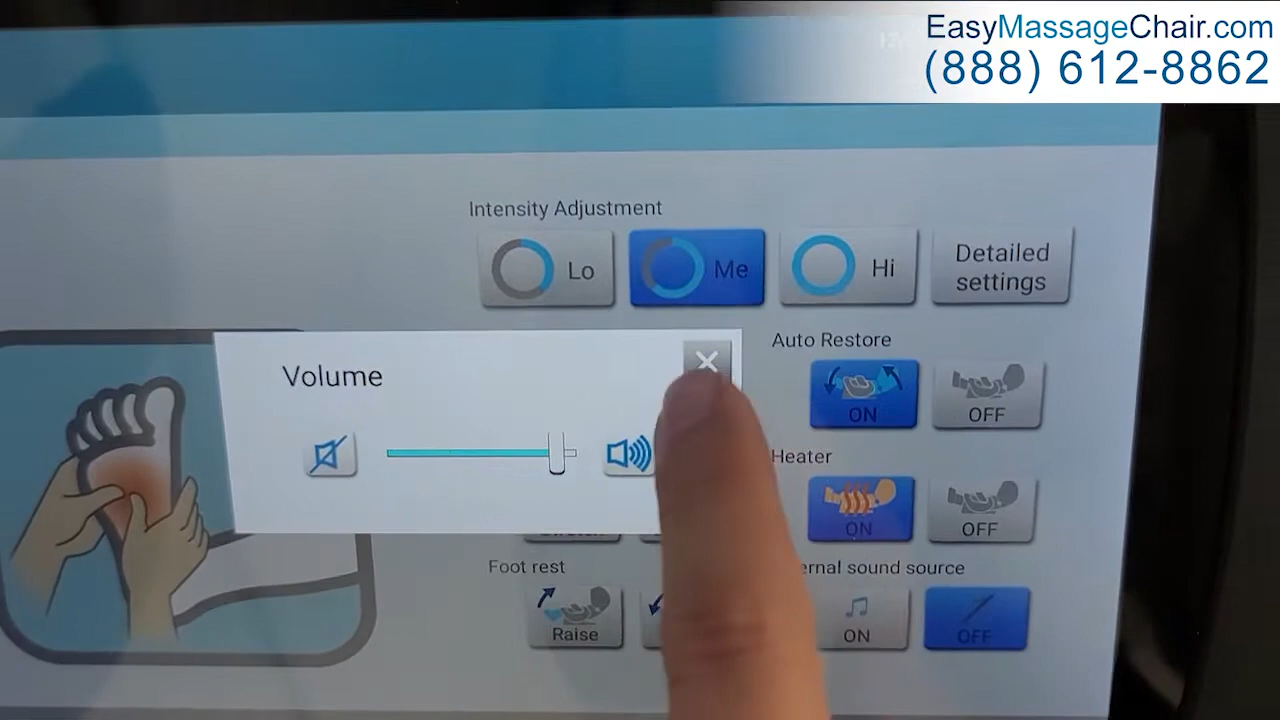 EasyMassageChair.com
(888) 612-8862
Intensity Adjustment
Lo
Me
Hi
Detailed
settings
Volume
Auto Restore
ON
OFF
Heater
ON
OFF
Foot rest
sound source
Raise
ON
OFF